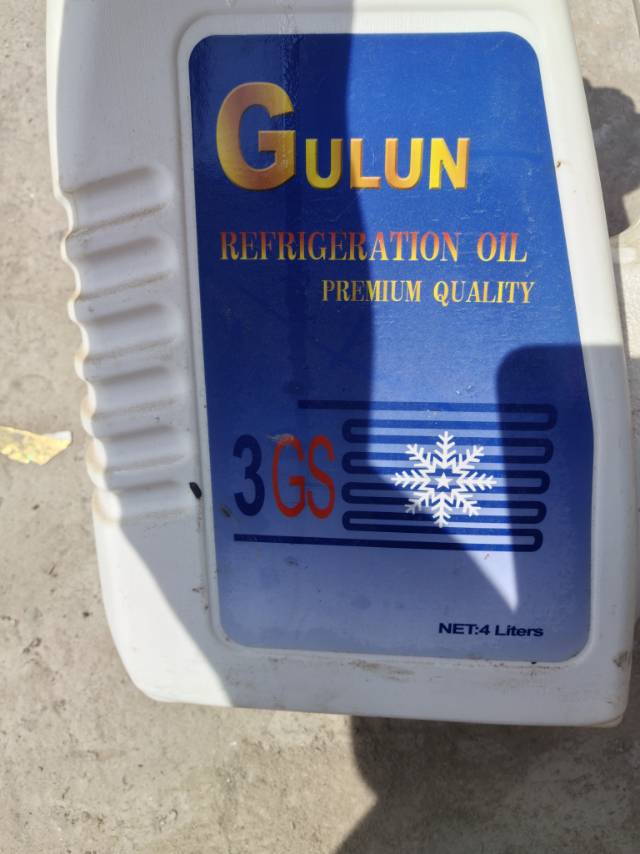 GULUN
REFRIGERATION OIL
PREMIUM QUALITY
3GS
NET:4 Liters